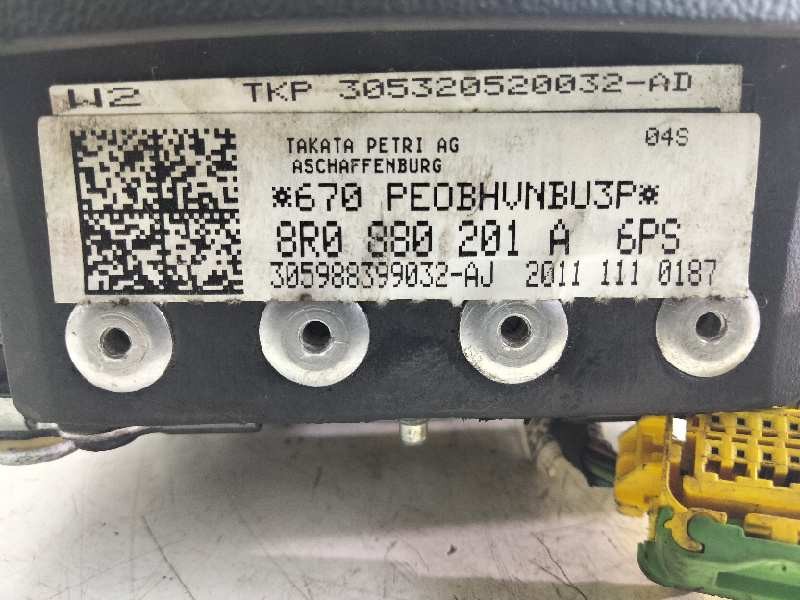 W2 TKP 305320520032-AD
TAKATA PETRI AG 04S
ASCHAFFENBURG
*670 PEOBHVNBU3P*
8R0 880 201 A 6PS
305988399032-AJ 2011 111 0187